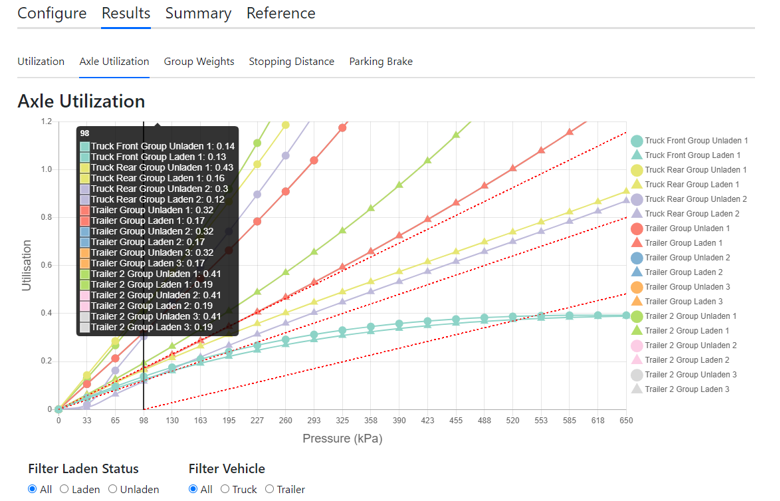 Configure Results Summary Reference
Utilization Axle Utilization Group Weights Stopping Distance Parking Brake
Axle Utilization
1.2
1.0
0.8
0.6
0.4
0.2
0
Utilisation
98
Truck Front Group Unladen 1: 0.14
Truck Front Group Laden 1: 0.13
Truck Rear Group Unladen 1: 0.43
Truck Rear Group Laden 1: 0.16
Truck Rear Group Unladen 2: 0.3
Truck Rear Group Laden 2: 0.12
Trailer Group Unladen 1: 0.32
Trailer Group Laden 1: 0.17
Trailer Group Unladen 2: 0.32
Trailer Group Laden 2: 0.17
Trailer Group Unladen 3: 0.32
Trailer Group Laden 3: 0.17
Trailer 2 Group Unladen 1: 0.41
Trailer 2 Group Laden 1: 0.19
Trailer 2 Group Unladen 2: 0.41
Trailer 2 Group Laden 2: 0.19
Trailer 2 Group Unladen 3: 0.41
Trailer 2 Group Laden 3: 0.19
Truck Front Group Unladen 1
Truck Front Group Laden 1
Truck Rear Group Unladen 1
Truck Rear Group Laden 1
Truck Rear Group Unladen 2
Truck Rear Group Laden 2
Trailer Group Unladen 1
Trailer Group Laden 1
Trailer Group Unladen 2
Trailer Group Laden 2
Trailer Group Unladen 3
Trailer Group Laden 3
Trailer 2 Group Unladen 1
Trailer 2 Group Laden 1
Trailer 2 Group Unladen 2
Trailer 2 Group Laden 2
Trailer 2 Group Unladen 3
Trailer 2 Group Laden 3
0 33 65 98 130 163 195 227 260 293 325 358 390 423 455 488 520 553 585 618 650
Pressure (kPa)
Filter Laden Status Filter Vehicle
All Laden Unladen All Truck Trailer